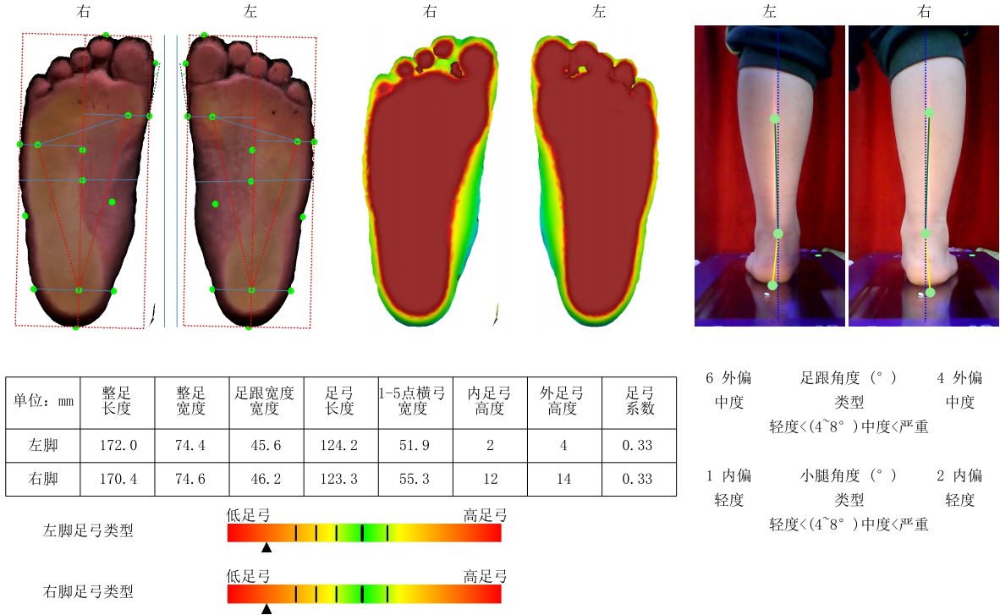 右
左
右
左
左
右
单位: mm
整足
长度
整足
宽度
足跟宽度
宽度
足弓
长度
1-5点横弓
宽度
内足弓
高度
外足弓
高度
足弓
系数
左脚 172.0 74.4 45.6 124.2 51.9 2 4 0.33
右脚 170.4 74.6 46.2 123.3 55.3 12 14 0.33
低足弓 高足弓
左脚足弓类型
低足弓 高足弓
右脚足弓类型
6 外偏 足跟角度 (°) 4 外偏
中度 类型 中度
轻度<(4~8°)中度<严重
1 内偏 小腿角度 (°) 2 内偏
轻度 类型 轻度
轻度<(4~8°)中度<严重